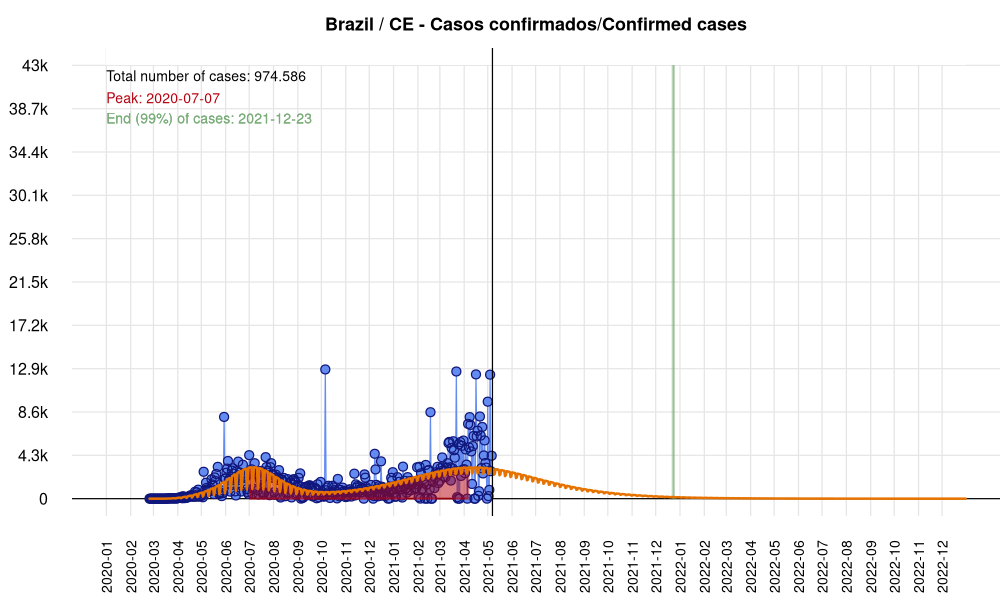 Brazil / CE - Casos confirmados/Confirmed cases
Total number of cases: 974.586
Peak: 2020-07-07
End (99%) of cases: 2021-12-23
43k
38.7k
34.4k
30.1k
25.8k
21.5k
17.2k
12.9k
8.6k
4.3k
0
2020-01
2020-02
2020-03
2020-04
2020-05
2020-06
2020-07
2020-08
2020-09
2020-10
2020-11
2020-12
2021-01
2021-02
2021-03
2021-04
2021-05
2021-06
2021-07
2021-08
2021-09
2021-10
2021-11
2021-12
2022-01
2022-02
2022-03
2022-04
2022-05
2022-06
2022-07
2022-08
2022-09
2022-10
2022-11
2022-12